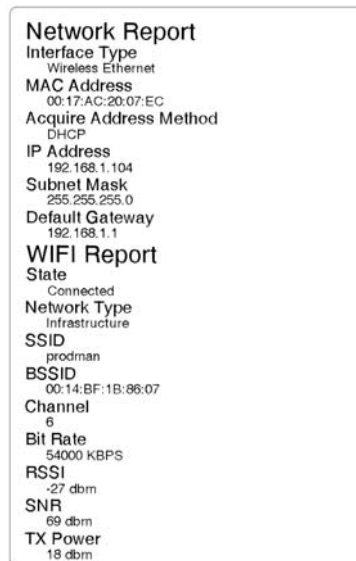 Network Report
Interface Type
Wireless Ethernet
MAC Address
00:17:AC:20:07:EC
Acquire Address Method
DHCP
IP Address
192.168.1.104
Subnet Mask
255.255.255.0
Default Gateway
192.168.1.1
WIFI Report
State
Connected
Network Type
Infrastructure
SSID
prodman
BSSID
00:14:BF:1B:86:07
Channel
6
Bit Rate
54000 KBPS
RSSI
-27 dbm
SNR
69 dbm
TX Power
18 dbm